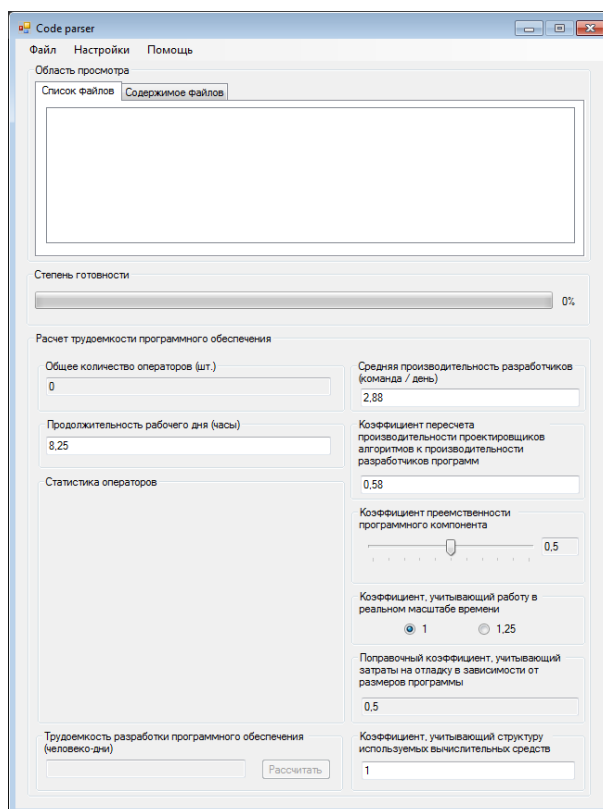 Code parser
Файл Настройки Помощь
Область просмотра
Список файлов Содержимое файлов
Степень готовности
0%
Расчет трудоемкости программного обеспечения
Общее количество операторов (шт.)
0
Продолжительность рабочего дня (часы)
8,25
Статистика операторов
Трудоемкость разработки программного обеспечения
(человеко-дни)
Рассчитать
Средняя производительность разработчиков
(команда / день)
2,88
Коэффициент пересчета
производительности проектировщиков
алгоритмов к производительности
разработчиков программ
0,58
Коэффициент преемственности
программного компонента
0,5
Коэффициент, учитывающий работу в
реальном масштабе времени
1 1,25
Поправочный коэффициент, учитывающий
затраты на отладку в зависимости от
размеров программы
0,5
Коэффициент, учитывающий структуру
используемых вычислительных средств
1